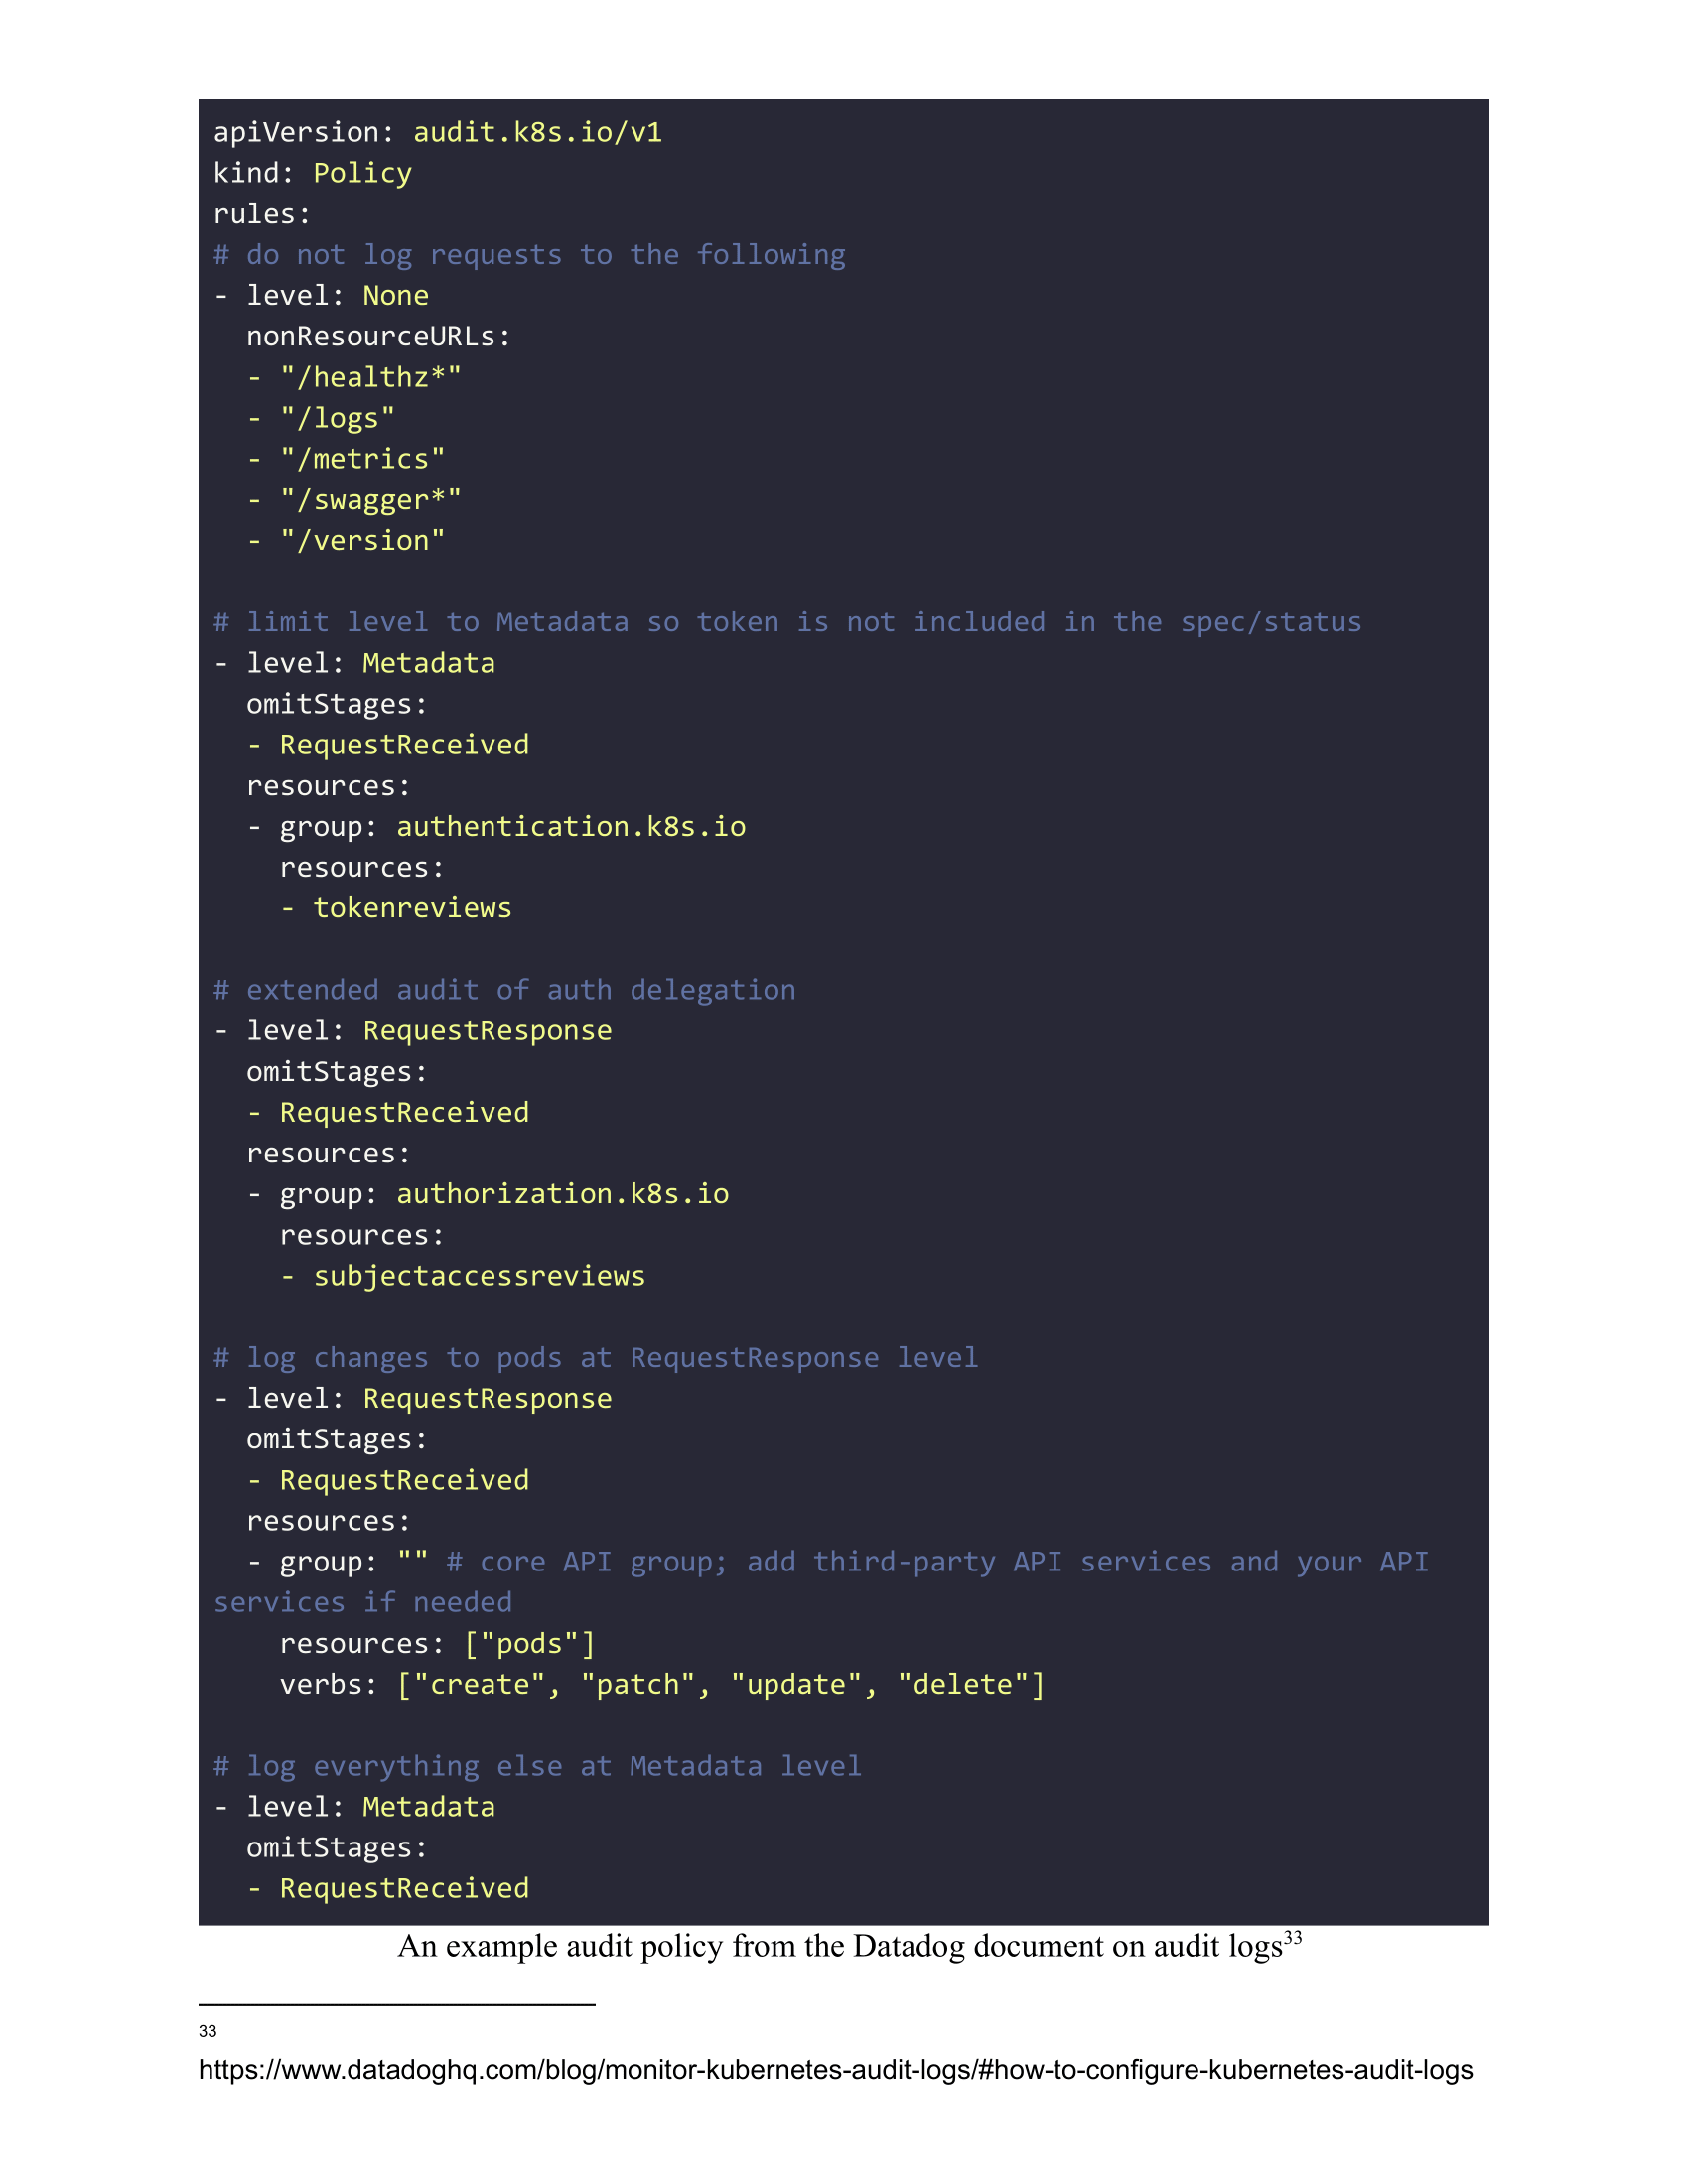 apiVersion: audit.k8s.io/v1
kind: Policy
rules:
# do not log requests to the following
- level: None
  nonResourceURLs:
  - "/healthz*"
  - "/logs"
  - "/metrics"
  - "/swagger*"
  - "/version"

# limit level to Metadata so token is not included in the spec/status
- level: Metadata
  omitStages:
  - RequestReceived
  resources:
  - group: authentication.k8s.io
    resources:
    - tokenreviews

# extended audit of auth delegation
- level: RequestResponse
  omitStages:
  - RequestReceived
  resources:
  - group: authorization.k8s.io
    resources:
    - subjectaccessreviews

# log changes to pods at RequestResponse level
- level: RequestResponse
  omitStages:
  - RequestReceived
  resources:
  - group: "" # core API group; add third-party API services and your API
services if needed
    resources: ["pods"]
    verbs: ["create", "patch", "update", "delete"]

# log everything else at Metadata level
- level: Metadata
  omitStages:
  - RequestReceived
An example audit policy from the Datadog document on audit logs33
33
https://www.datadoghq.com/blog/monitor-kubernetes-audit-logs/#how-to-configure-kubernetes-audit-logs